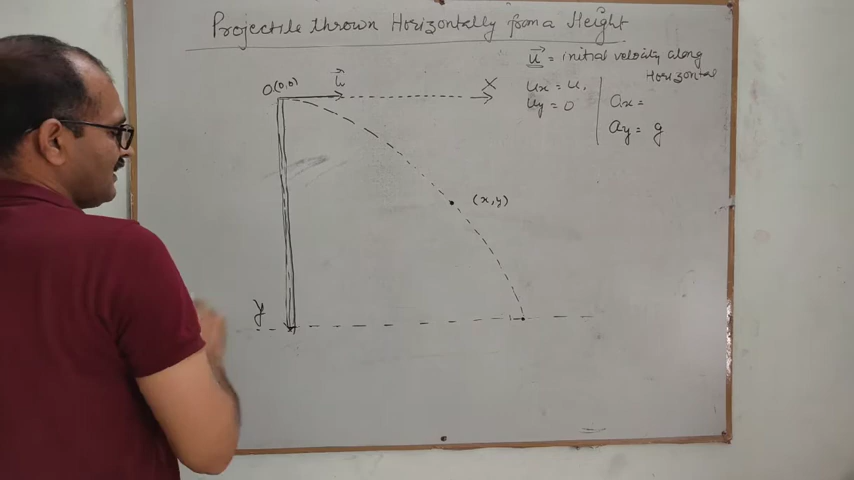 Projectile thrown Horizontally from a Height
u⃗ = initial velocity along
Horizontal
O(0,0)
u⃗
X
ux = u,
uy = 0
ax =
ay = g
(x,y)
y